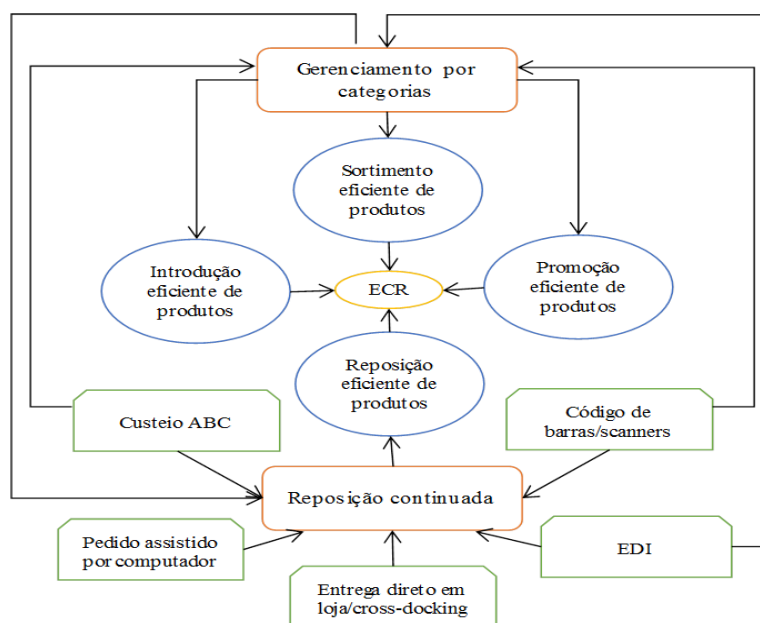 Gerenciamento por
categorias
Sortimento
eficiente de
produtos
Introdução
eficiente de
produtos
ECR
Promoção
eficiente de
produtos
Reposição
eficiente de
produtos
Custeio ABC
Código de
barras/scanners
Reposição continuada
Pedido assistido
por computador
Entrega direto em
loja/cross-docking
EDI